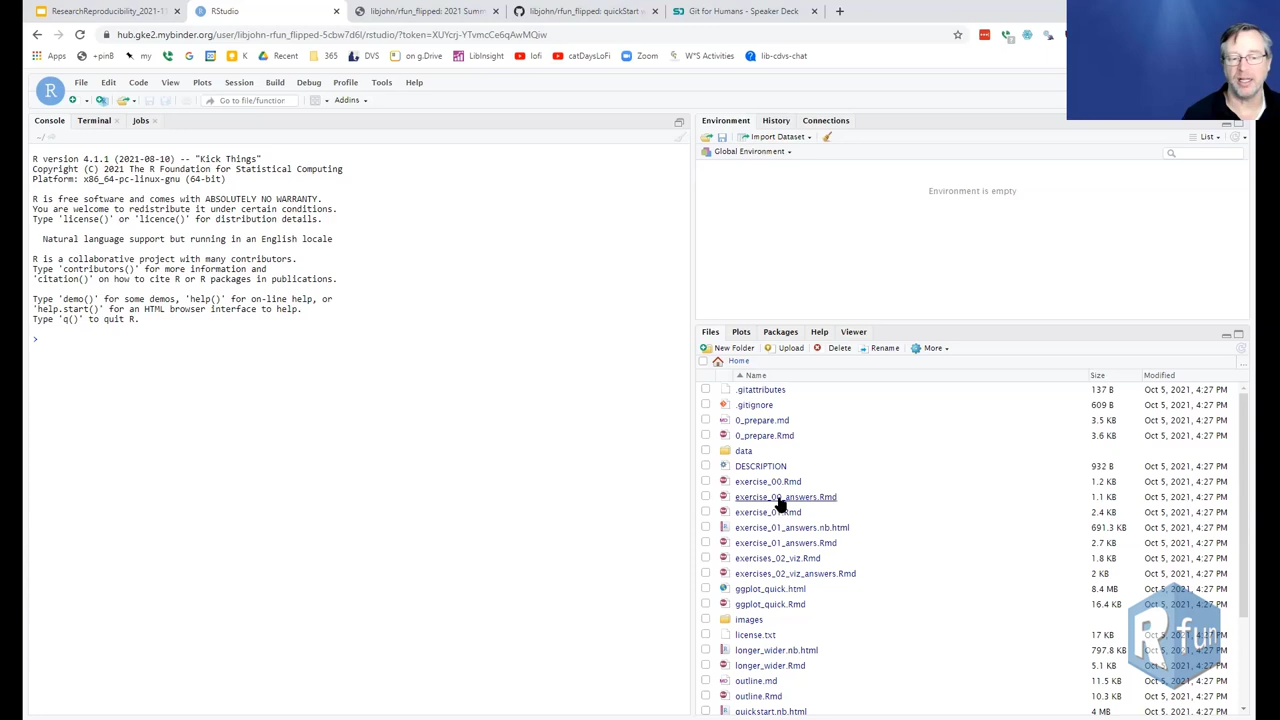 ResearchReproducibility_2021-1
RStudio
libjohn/rfun_flipped: 2021 Sum
libjohn/rfun_flipped: quickStart
Git for Humans - Speaker Deck
hub.gke2.mybinder.org/user/libjohn-rfun_flipped-5cbw7d6l/rstudio/?token=XUYcrj-YTvmcCe6qAwMQiw
Apps
+pinB
my
K
Recent
365
DVS
on g.Drive
LibInsight
lofi
catDaysLoFi
Zoom
W*S Activities
lib-cdvs-chat
File Edit Code View Plots Session Build Debug Profile Tools Help
Go to file/function
Addins
Console Terminal Jobs
~/
R version 4.1.1 (2021-08-10) -- "Kick Things"
Copyright (C) 2021 The R Foundation for Statistical Computing
Platform: x86_64-pc-linux-gnu (64-bit)
R is free software and comes with ABSOLUTELY NO WARRANTY.
You are welcome to redistribute it under certain conditions.
Type 'license()' or 'licence()' for distribution details.
Natural language support but running in an English locale
R is a collaborative project with many contributors.
Type 'contributors()' for more information and
'citation()' on how to cite R or R packages in publications.
Type 'demo()' for some demos, 'help()' for on-line help, or
'help.start()' for an HTML browser interface to help.
Type 'q()' to quit R.
>
Environment History Connections
Import Dataset
List
Global Environment
Environment is empty
Files Plots Packages Help Viewer
New Folder Upload Delete Rename More
Home
Name Size Modified
.gitattributes 137 B Oct 5, 2021, 4:27 PM
.gitignore 609 B Oct 5, 2021, 4:27 PM
0_prepare.md 3.5 KB Oct 5, 2021, 4:27 PM
0_prepare.Rmd 3.6 KB Oct 5, 2021, 4:27 PM
data
DESCRIPTION 932 B Oct 5, 2021, 4:27 PM
exercise_00.Rmd 1.2 KB Oct 5, 2021, 4:27 PM
exercise_00_answers.Rmd 1.1 KB Oct 5, 2021, 4:27 PM
exercise_01.Rmd 2.4 KB Oct 5, 2021, 4:27 PM
exercise_01_answers.nb.html 691.3 KB Oct 5, 2021, 4:27 PM
exercise_01_answers.Rmd 2.7 KB Oct 5, 2021, 4:27 PM
exercises_02_viz.Rmd 1.8 KB Oct 5, 2021, 4:27 PM
exercises_02_viz_answers.Rmd 2 KB Oct 5, 2021, 4:27 PM
ggplot_quick.html 8.4 MB Oct 5, 2021, 4:27 PM
ggplot_quick.Rmd 16.4 KB Oct 5, 2021, 4:27 PM
images
license.txt 17 KB Oct 5, 2021, 4:27 PM
longer_wider.nb.html 797.8 KB Oct 5, 2021, 4:27 PM
longer_wider.Rmd 5.1 KB Oct 5, 2021, 4:27 PM
outline.md 11.5 KB Oct 5, 2021, 4:27 PM
outline.Rmd 10.3 KB Oct 5, 2021, 4:27 PM
quickstart.nb.html 4 MB Oct 5, 2021, 4:27 PM
R fun